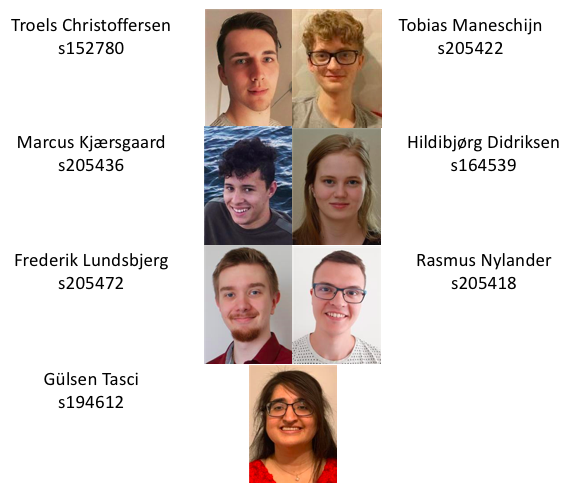 Troels Christoffersen
s152780
Tobias Maneschijn
s205422
Marcus Kjærsgaard
s205436
Hildibjørg Didriksen
s164539
Frederik Lundsbjerg
s205472
Rasmus Nylander
s205418
Gülsen Tasci
s194612